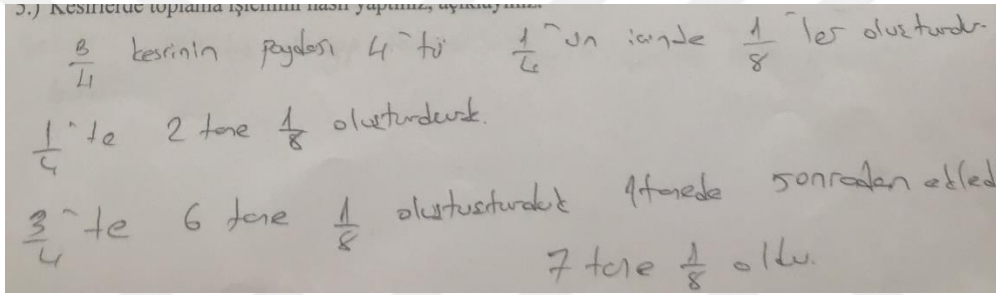 5.) Kesirlerde toplama işlemini nasıl yaptınız, açıklayınız.
3/4 kesrinin paydası 4'tü 1/4'ün içinde 1/8 ler oluşturdu
1/4'te 2 tane 1/8 oluşturduk.
3/4'te 6 tane 1/8 oluşturduk 1 tanede sonradan ekled
7 tane 1/8 oldu.